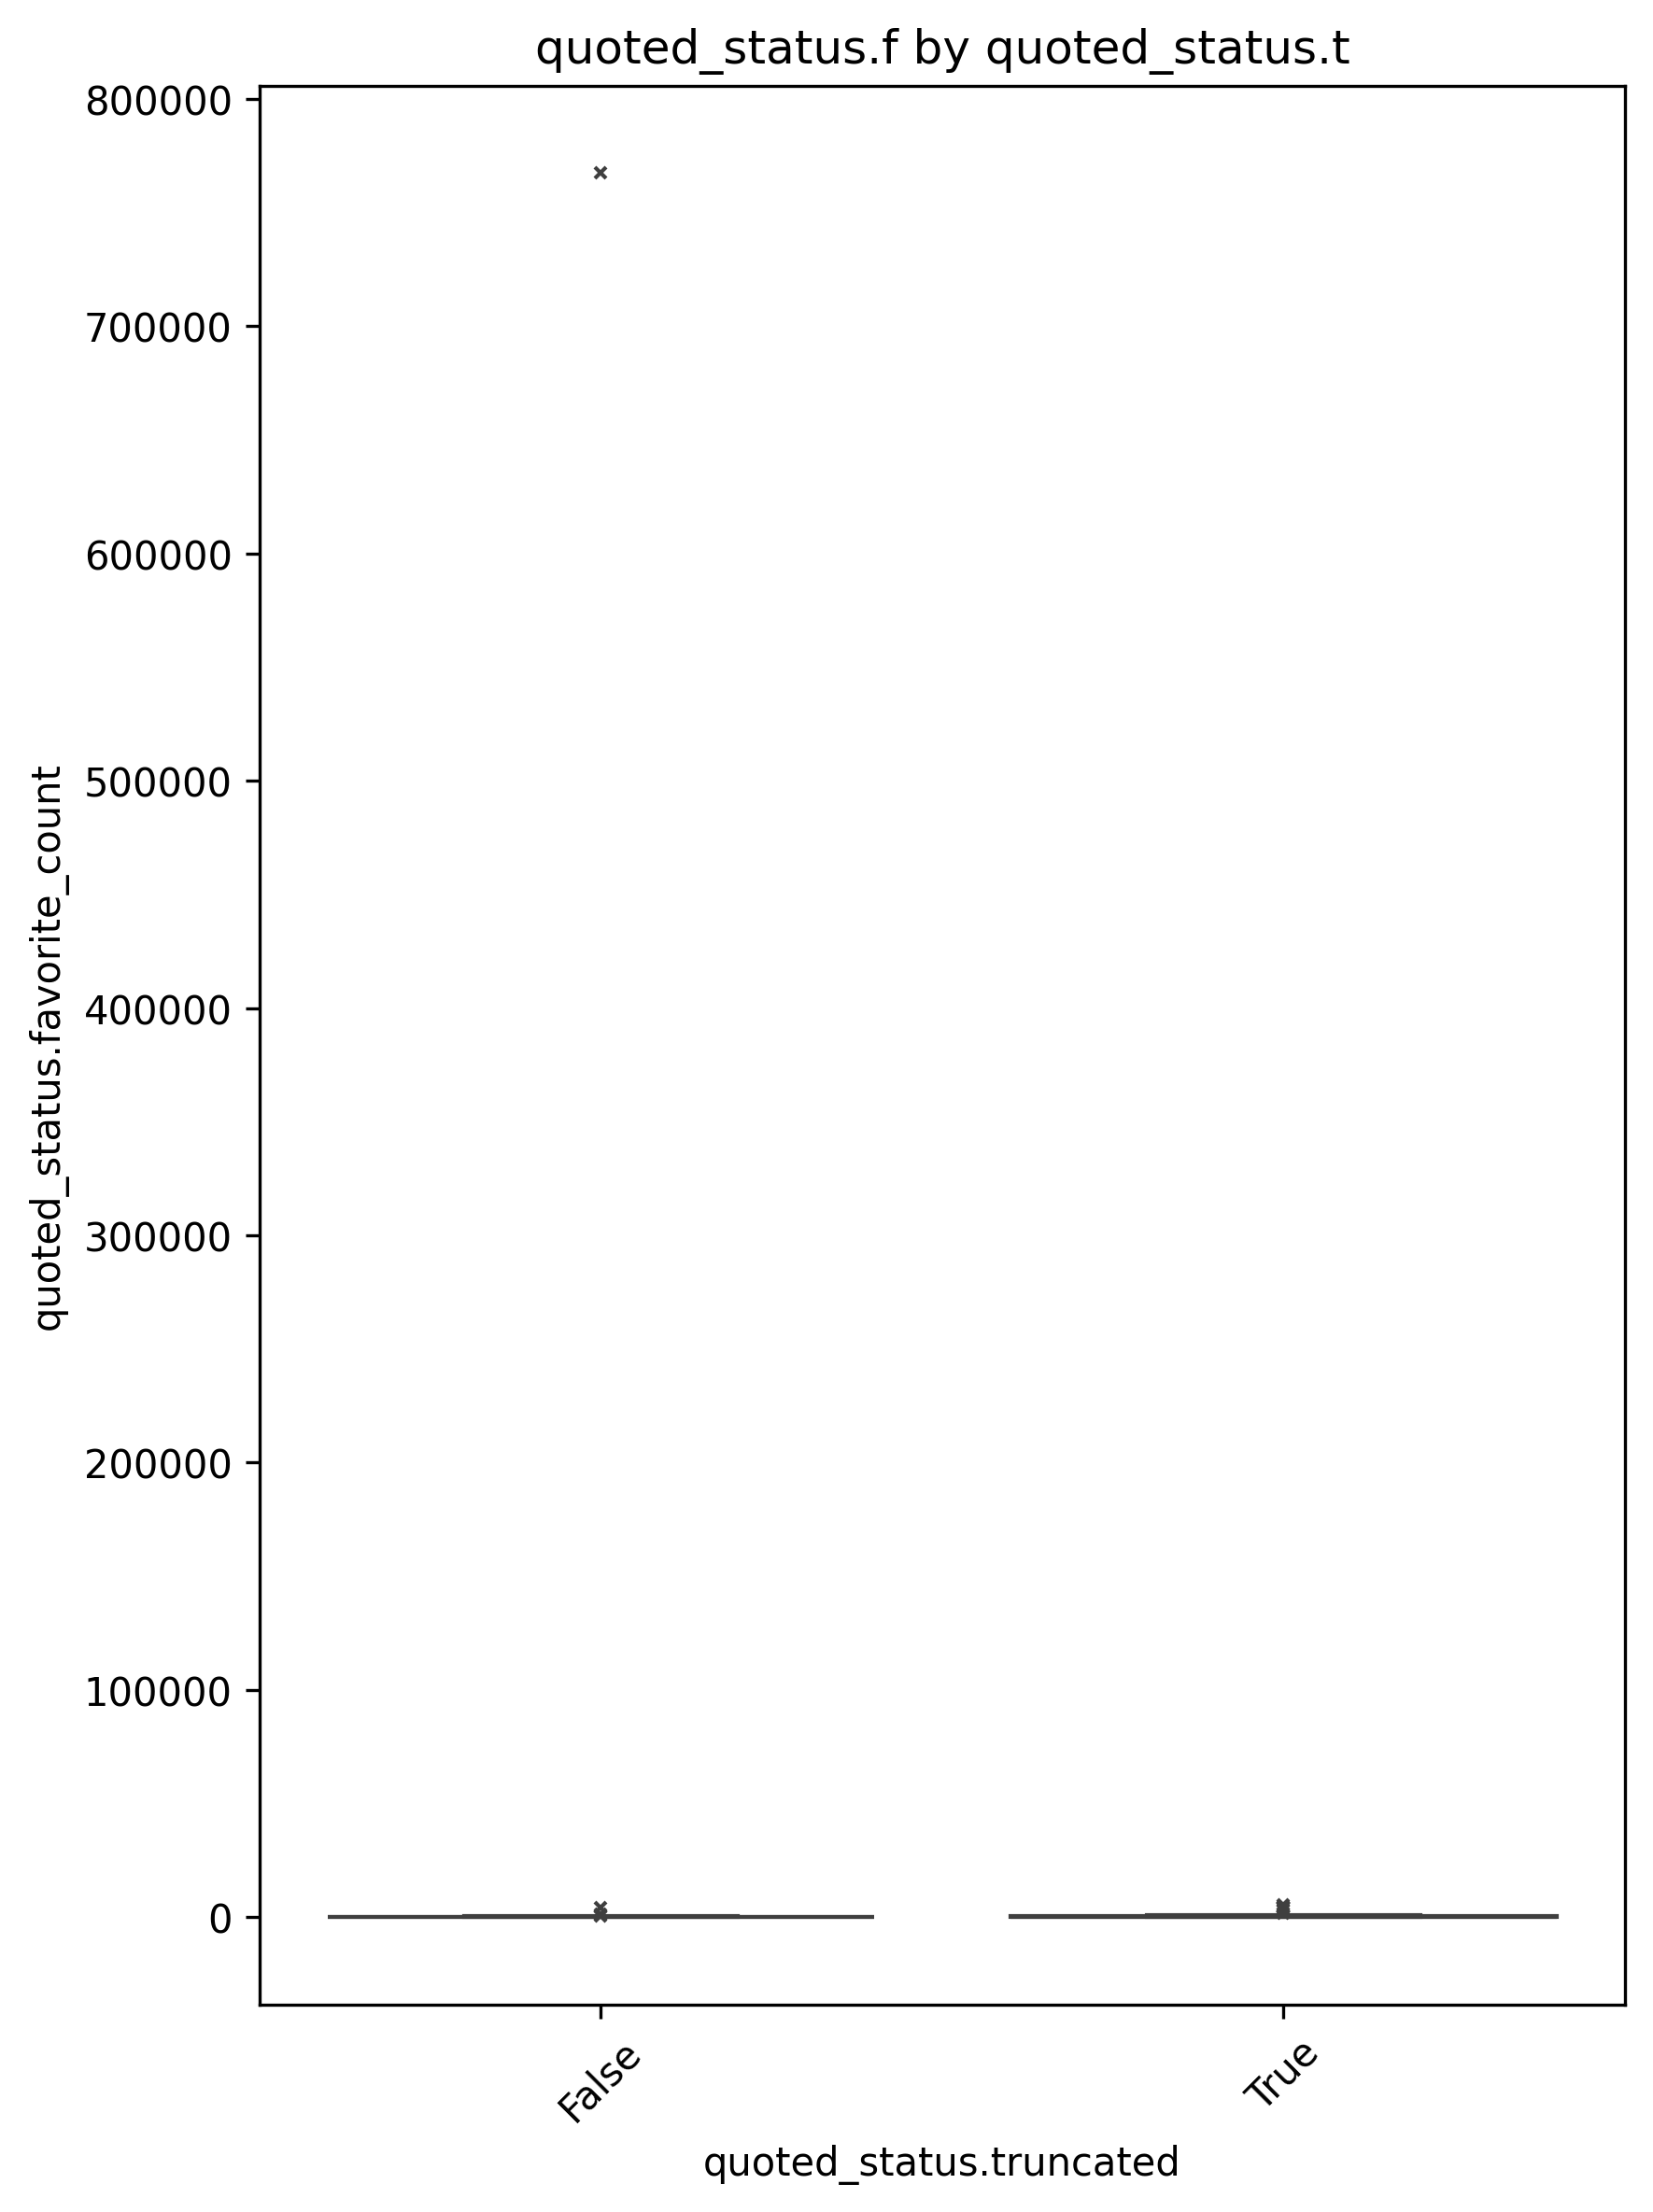 quoted_status.f by quoted_status.t
800000
700000
600000
500000
400000
300000
200000
100000
0
quoted_status.favorite_count
False
True
quoted_status.truncated